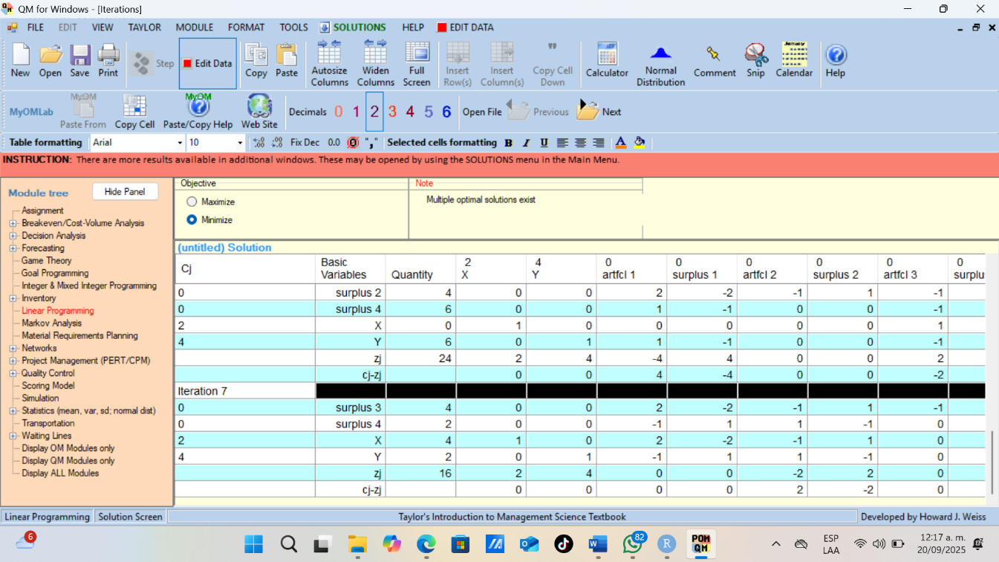 QM for Windows - [Iterations]
FILE EDIT VIEW TAYLOR MODULE FORMAT TOOLS SOLUTIONS HELP EDIT DATA
New Open Save Print Step Edit Data Copy Paste Autosize Columns Widen Columns Full Screen Insert Row(s) Insert Column(s) Copy Cell Down Calculator Normal Distribution Comment Snip Calendar Help
MyOMLab Paste From Copy Cell Paste/Copy Help Web Site Decimals 0 1 2 3 4 5 6 Open File Previous Next
Table formatting Arial 10 Fix Dec 0.0 "," Selected cells formatting B I U A
INSTRUCTION: There are more results available in additional windows. These may be opened by using the SOLUTIONS menu in the Main Menu.
Module tree Hide Panel
Assignment
Breakeven/Cost-Volume Analysis
Decision Analysis
Forecasting
Game Theory
Goal Programming
Integer & Mixed Integer Programming
Inventory
Linear Programming
Markov Analysis
Material Requirements Planning
Networks
Project Management (PERT/CPM)
Quality Control
Scoring Model
Simulation
Statistics (mean, var, sd; normal dist)
Transportation
Waiting Lines
Display OM Modules only
Display QM Modules only
Display ALL Modules
Objective
Maximize
Minimize
Note
Multiple optimal solutions exist
(untitled) Solution
Cj Basic Variables Quantity 2 X 4 Y 0 artfcl 1 0 surplus 1 0 artfcl 2 0 surplus 2 0 artfcl 3 0 surplu
0 surplus 2 4 0 0 2 -2 -1 1 -1
0 surplus 4 6 0 0 1 -1 0 0 -1
2 X 0 1 0 0 0 0 0 1
4 Y 6 0 1 1 -1 0 0 -1
zj 24 2 4 -4 4 0 0 2
cj-zj 0 0 4 -4 0 0 -2
Iteration 7
0 surplus 3 4 0 0 2 -2 -1 1 -1
0 surplus 4 2 0 0 -1 1 1 -1 0
2 X 4 1 0 2 -2 -1 1 0
4 Y 2 0 1 -1 1 1 -1 0
zj 16 2 4 0 0 -2 2 0
cj-zj 0 0 0 0 2 -2 0
Linear Programming Solution Screen Taylor's Introduction to Management Science Textbook Developed by Howard J. Weiss
6
82
POM QM
ESP
LAA
12:17 a. m.
20/09/2025